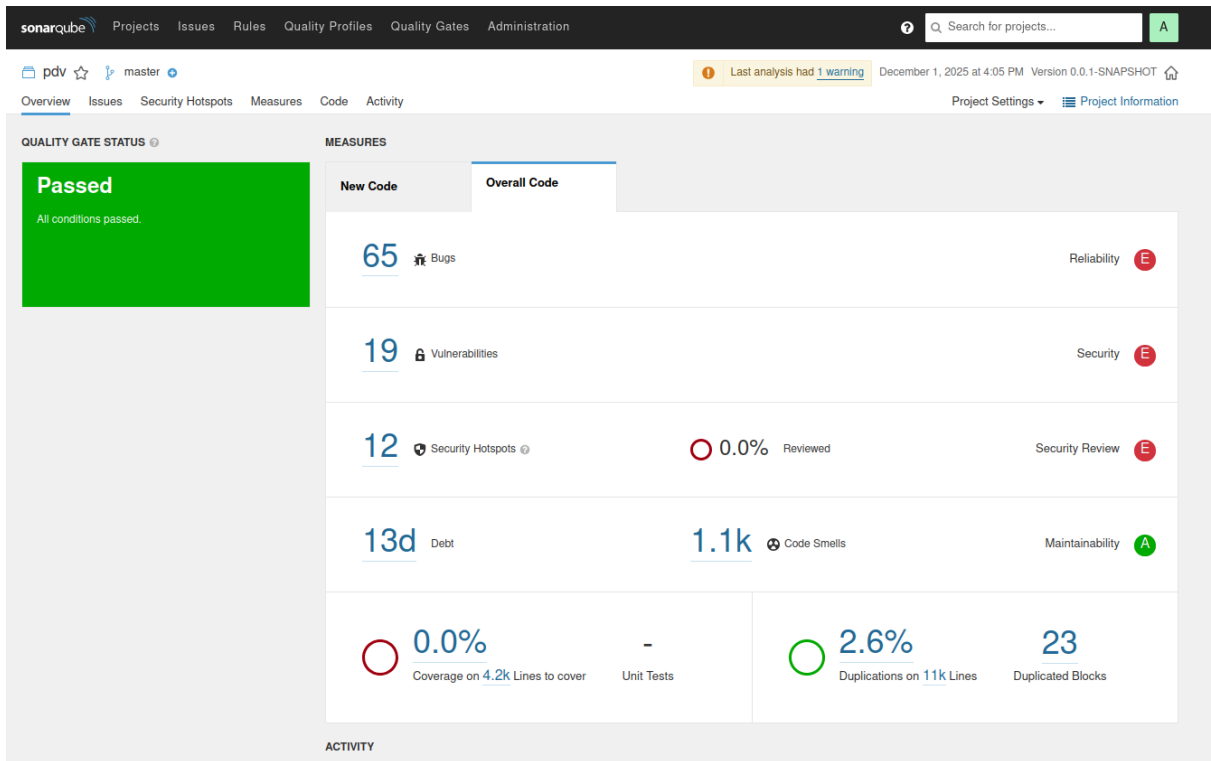 sonarqube Projects Issues Rules Quality Profiles Quality Gates Administration ? Search for projects... A
pdv master Last analysis had 1 warning December 1, 2025 at 4:05 PM Version 0.0.1-SNAPSHOT
Overview Issues Security Hotspots Measures Code Activity Project Settings Project Information
QUALITY GATE STATUS ?
MEASURES
Passed
All conditions passed.
New Code Overall Code
65 Bugs Reliability E
19 Vulnerabilities Security E
12 Security Hotspots ? 0.0% Reviewed Security Review E
13d Debt 1.1k Code Smells Maintainability A
0.0% - 2.6% 23
Coverage on 4.2k Lines to cover Unit Tests Duplications on 11k Lines Duplicated Blocks
ACTIVITY